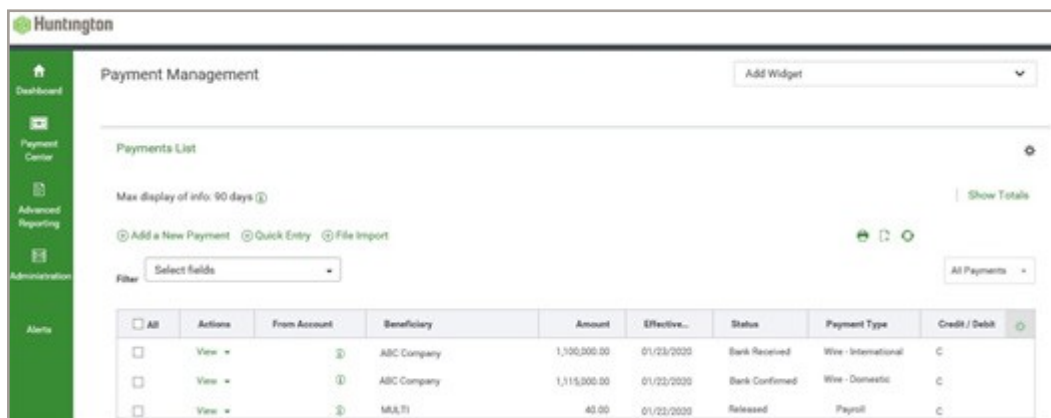 Huntington
Dashboard
Payment
Center
Advanced
Reporting
Administration
Alerts
Payment Management
Add Widget
Payments List
Max display of info: 90 days
Show Totals
Add a New Payment Quick Entry File Import
Filter Select fields
All Payments
All Actions From Account Beneficiary Amount Effective... Status Payment Type Credit / Debit
View ABC Company 1,100,000.00 01/23/2020 Bank Received Wire - International C
View ABC Company 1,115,000.00 01/22/2020 Bank Confirmed Wire - Domestic C
View MULTI 40.00 01/22/2020 Released Payroll C